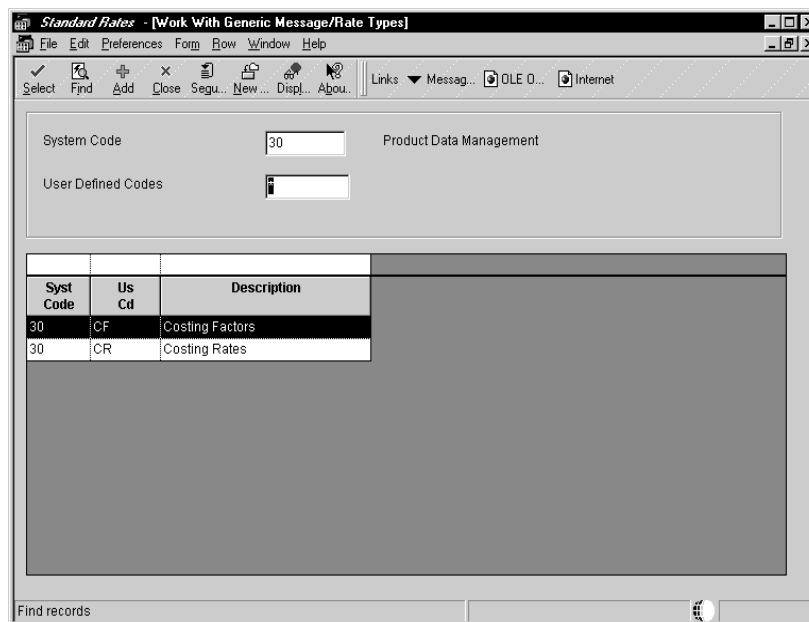 Standard Rates - [Work With Generic Message/Rate Types]
File Edit Preferences Form Row Window Help
Select Find Add Close Sequ... New ... Displ... Abou.. Links Messag... OLE O... Internet
System Code 30 Product Data Management
User Defined Codes *
Syst Code Us Cd Description
30 CF Costing Factors
30 CR Costing Rates
Find records